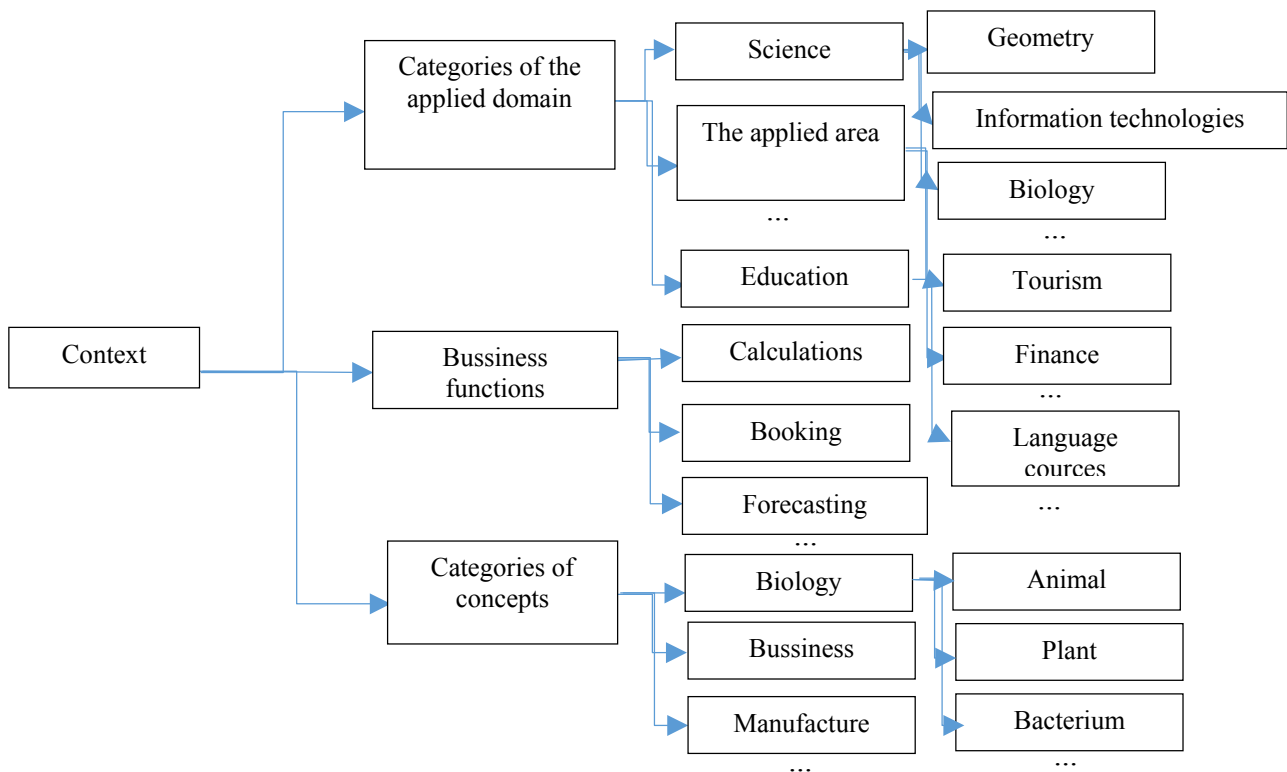 Science
Geometry
Categories of the
applied domain
Information technologies
The applied area
Biology
...
...
Education
Tourism
Context
Bussiness
functions
Calculations
Finance
...
Booking
Language
cources
Forecasting
...
...
Categories of
concepts
Biology
Animal
Bussiness
Plant
Manufacture
Bacterium
...
...